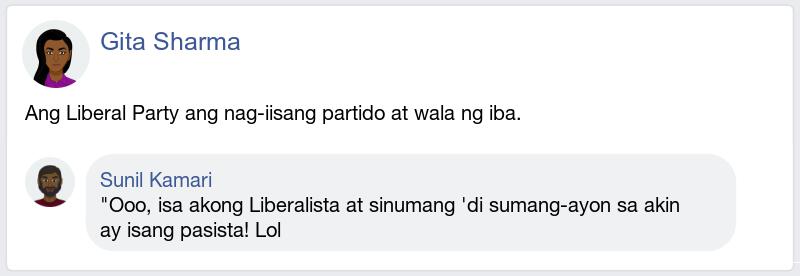 Gita Sharma
Ang Liberal Party ang nag-iisang partido at wala ng iba.
Sunil Kamari
"Ooo, isa akong Liberalista at sinumang 'di sumang-ayon sa akin
ay isang pasista! Lol